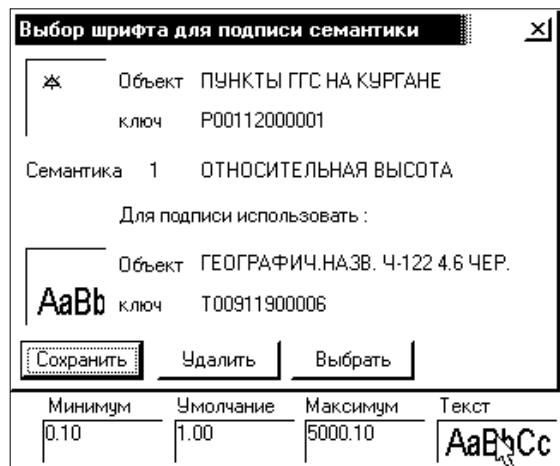 Выбор шрифта для подписи семантики
Объект ПУНКТЫ ГГС НА КУРГАНЕ
ключ P00112000001
Семантика 1 ОТНОСИТЕЛЬНАЯ ВЫСОТА
Для подписи использовать :
Объект ГЕОГРАФИЧ.НАЗВ. Ч-122 4.6 ЧЕР.
AaBb ключ T00911900006
Сохранить Удалить Выбрать
Минимум Умолчание Максимум Текст
0.10 1.00 5000.10 AaBbCc